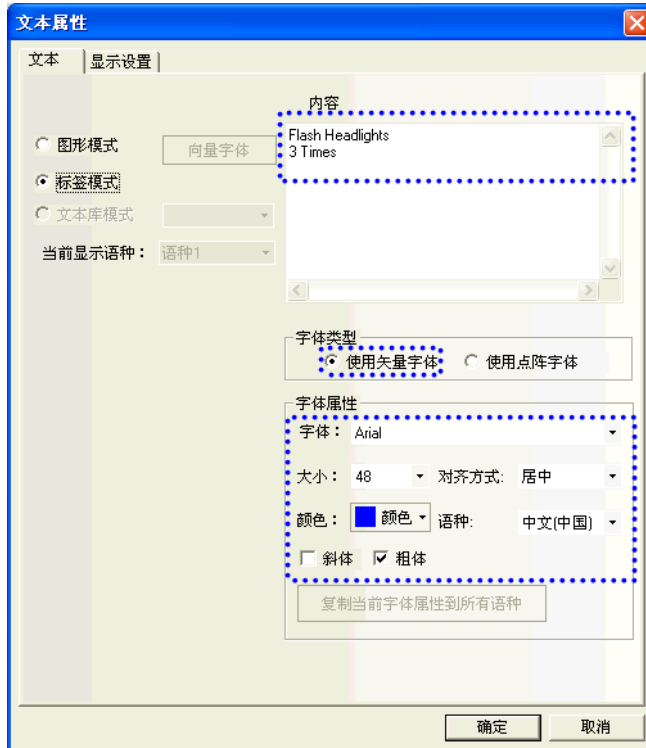 文本属性
文本
显示设置
内容
图形模式
向量字体
Flash Headlights
3 Times
标签模式
文本库模式
当前显示语种：
语种1
字体类型
使用矢量字体
使用点阵字体
字体属性
字体：
Arial
大小：
48
对齐方式:
居中
颜色：
颜色
语种:
中文(中国)
斜体
粗体
复制当前字体属性到所有语种
确定
取消